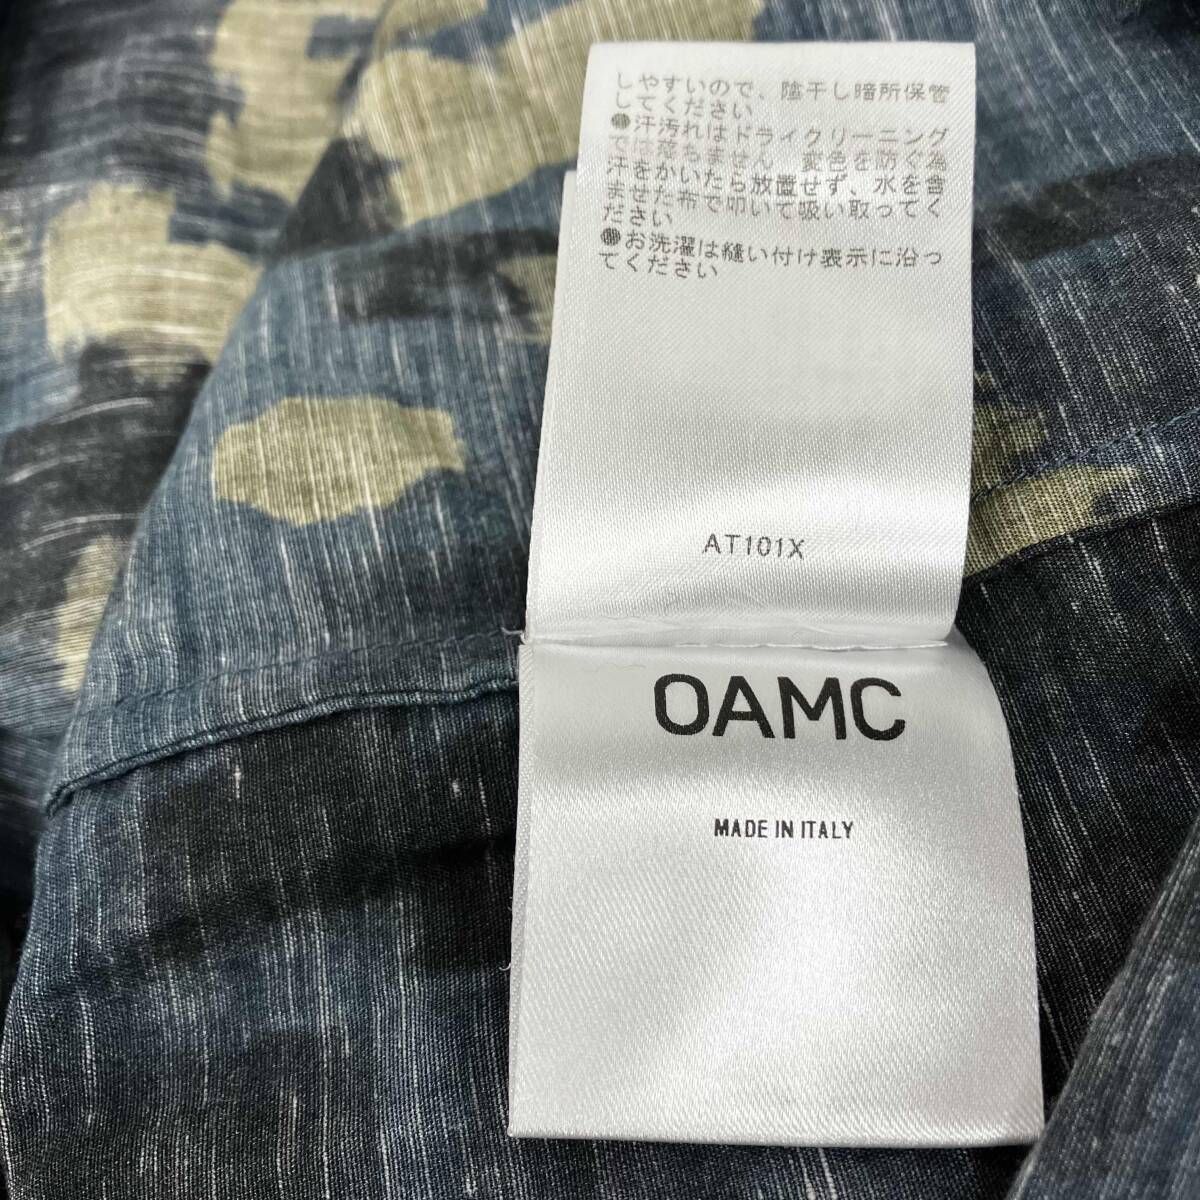 しやすいので、陰干し暗所保管
してください
●汗汚れはドライクリーニング
では落ちません 変色を防ぐ為
汗をかいたら放置せず、水を含
ませた布で叩いて吸い取ってく
ださい
●お洗濯は縫い付け表示に沿っ
てください
AT101X
OAMC
MADE IN ITALY